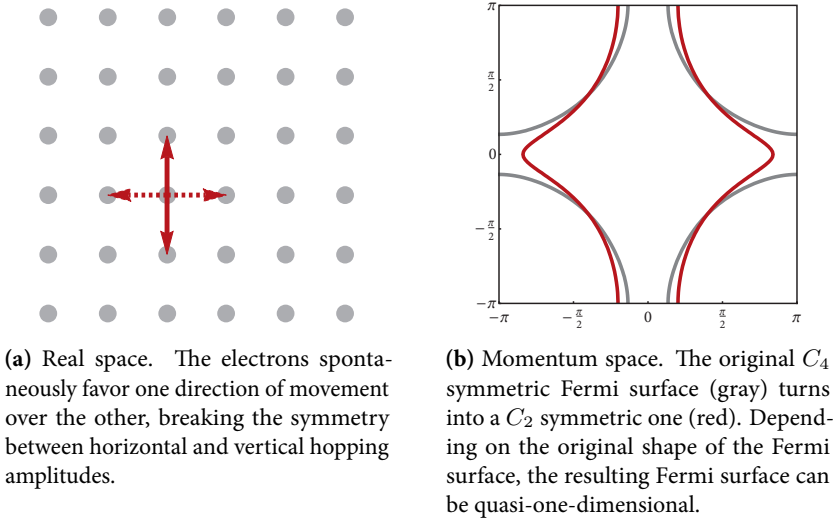 π
π/2
0
−π/2
−π
−π −π/2 0 π/2 π
(a) Real space. The electrons sponta-
neously favor one direction of movement
over the other, breaking the symmetry
between horizontal and vertical hopping
amplitudes.
(b) Momentum space. The original C₄
symmetric Fermi surface (gray) turns
into a C₂ symmetric one (red). Depend-
ing on the original shape of the Fermi
surface, the resulting Fermi surface can
be quasi-one-dimensional.